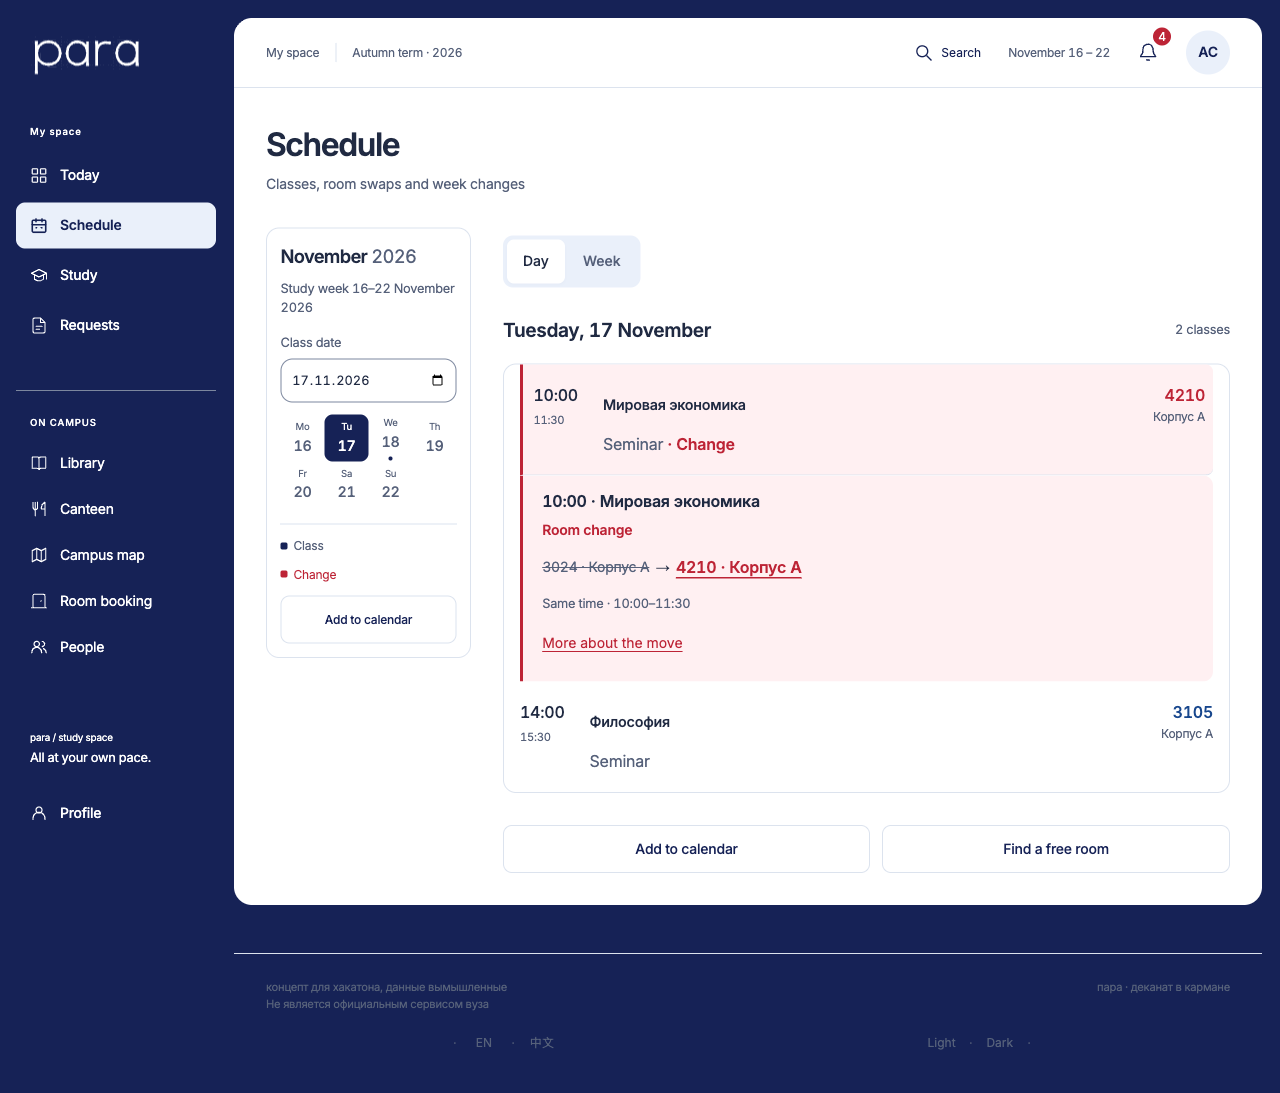 para
My space
Today
Schedule
Study
Requests
ON CAMPUS
Library
Canteen
Campus map
Room booking
People
para / study space
All at your own pace.
Profile
My space
Autumn term · 2026
Search
November 16 – 22
4
AC
Schedule
Classes, room swaps and week changes
November 2026
Study week 16–22 November
2026
Class date
17.11.2026
Mo Tu We Th
16 17 18 19
Fr Sa Su
20 21 22
Class
Change
Add to calendar
Day Week
Tuesday, 17 November
2 classes
10:00
11:30
Мировая экономика
Seminar · Change
4210
Корпус А
10:00 · Мировая экономика
Room change
3024 · Корпус А → 4210 · Корпус А
Same time · 10:00–11:30
More about the move
14:00
15:30
Философия
Seminar
3105
Корпус А
Add to calendar
Find a free room
концепт для хакатона, данные вымышленные
Не является официальным сервисом вуза
пара · деканат в кармане
· EN · 中文
Light · Dark ·